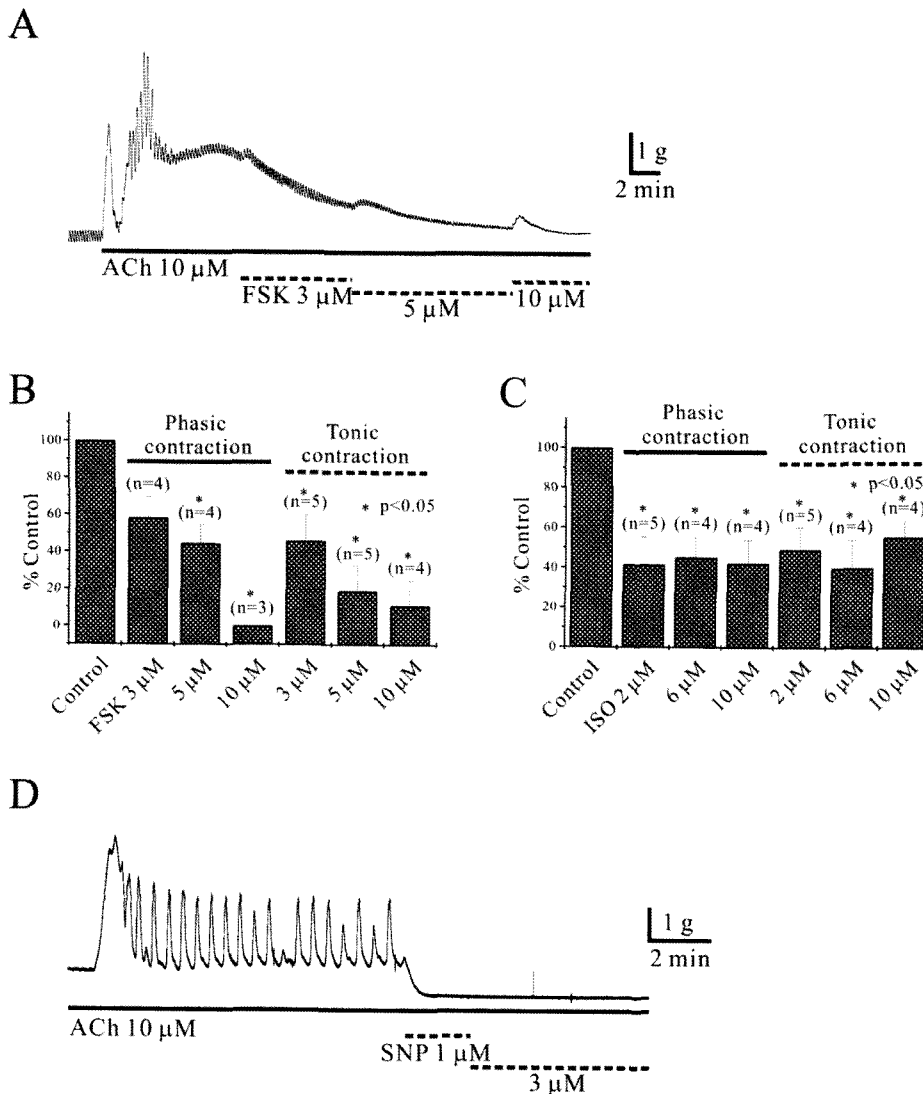 A
1 g
2 min
ACh 10 μM
FSK 3 μM
5 μM
10 μM
B
Phasic contraction
Tonic contraction
% Control
100
80
60
40
20
0
(n=4)
*
(n=4)
*
(n=3)
*
(n=5)
* p<0.05
*
(n=5)
*
(n=4)
Control
FSK 3 μM
5 μM
10 μM
3 μM
5 μM
10 μM
C
Phasic contraction
Tonic contraction
% Control
100
80
60
40
20
0
*
(n=5)
*
(n=4)
*
(n=4)
*
(n=5)
* p<0.05
*
(n=4)
*
(n=4)
Control
ISO 2 μM
6 μM
10 μM
2 μM
6 μM
10 μM
D
1 g
2 min
ACh 10 μM
SNP 1 μM
3 μM